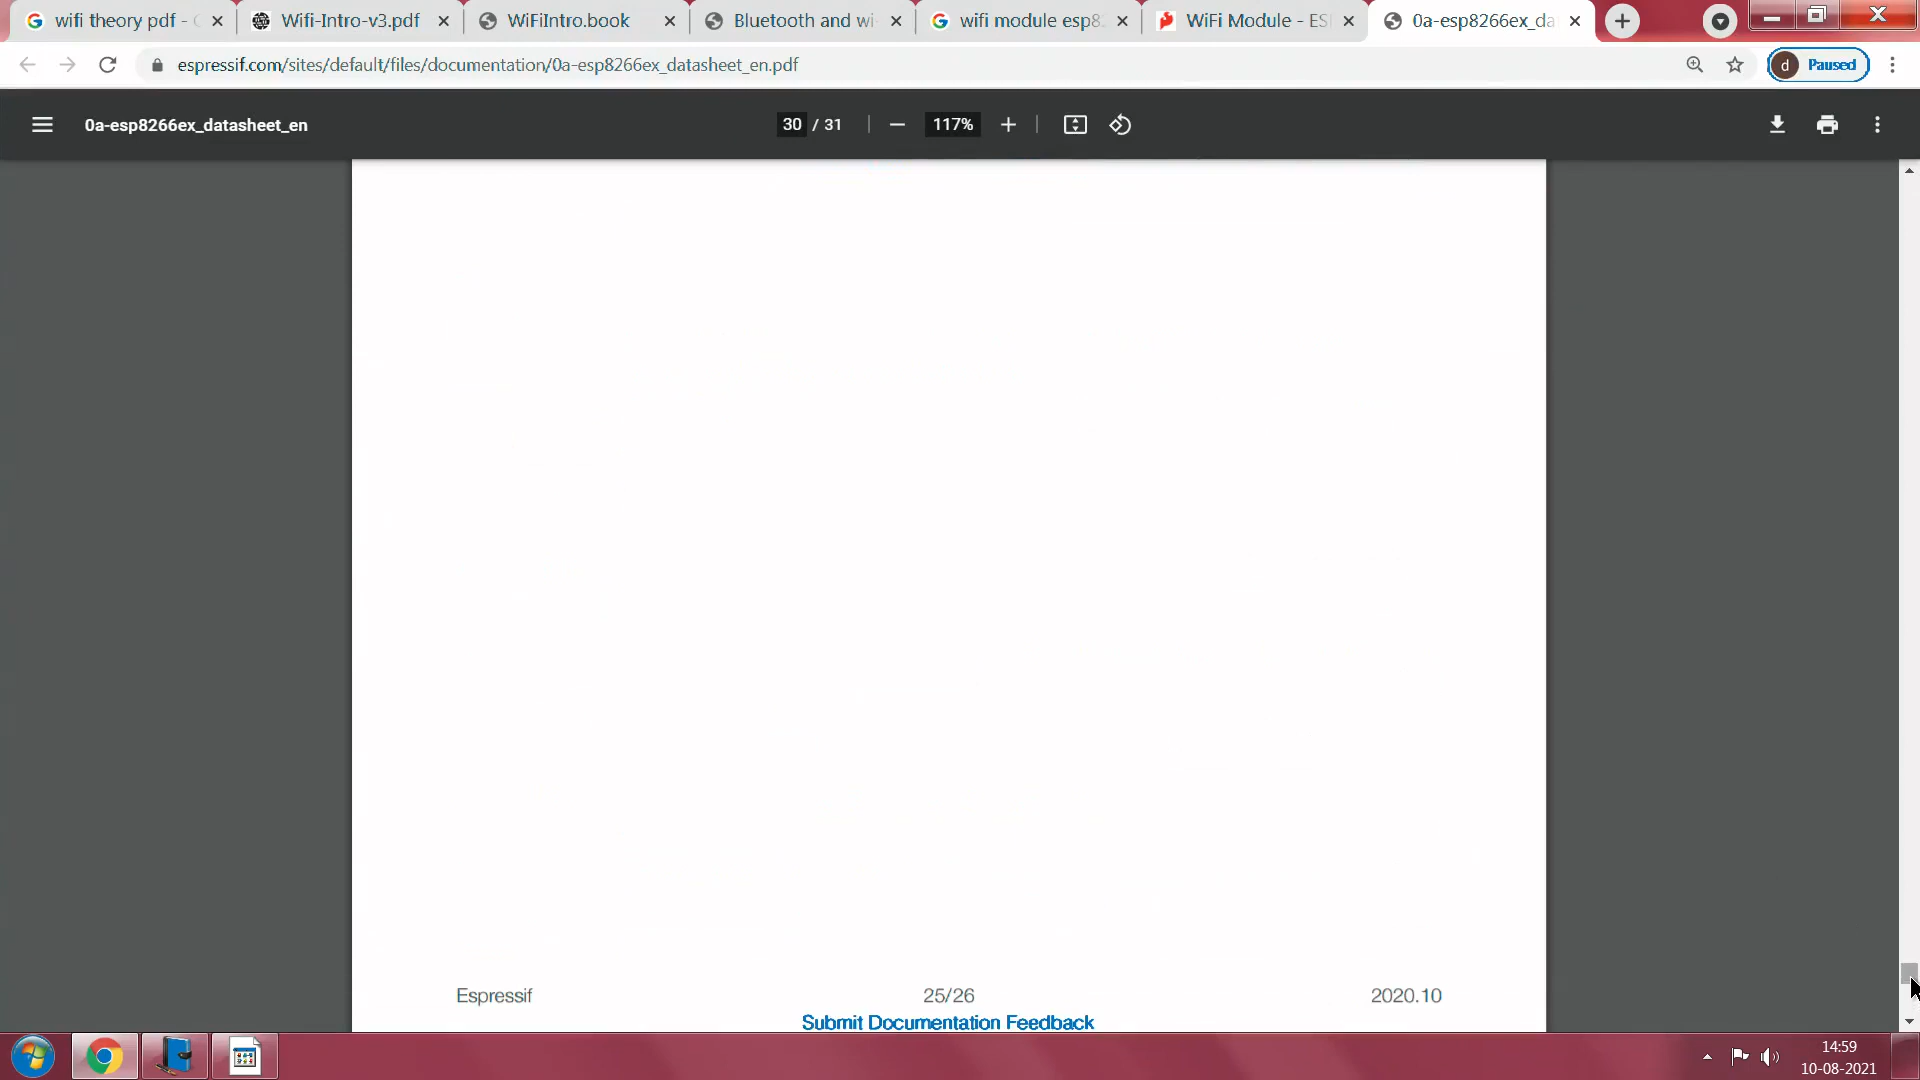 wifi theory pdf -
Wifi-Intro-v3.pdf
WiFiIntro.book
Bluetooth and wi
wifi module esp8
WiFi Module - ES
0a-esp8266ex_da
espressif.com/sites/default/files/documentation/0a-esp8266ex_datasheet_en.pdf
d Paused
0a-esp8266ex_datasheet_en
30 / 31
117%
Espressif 25/26 2020.10
Submit Documentation Feedback
14:59
10-08-2021